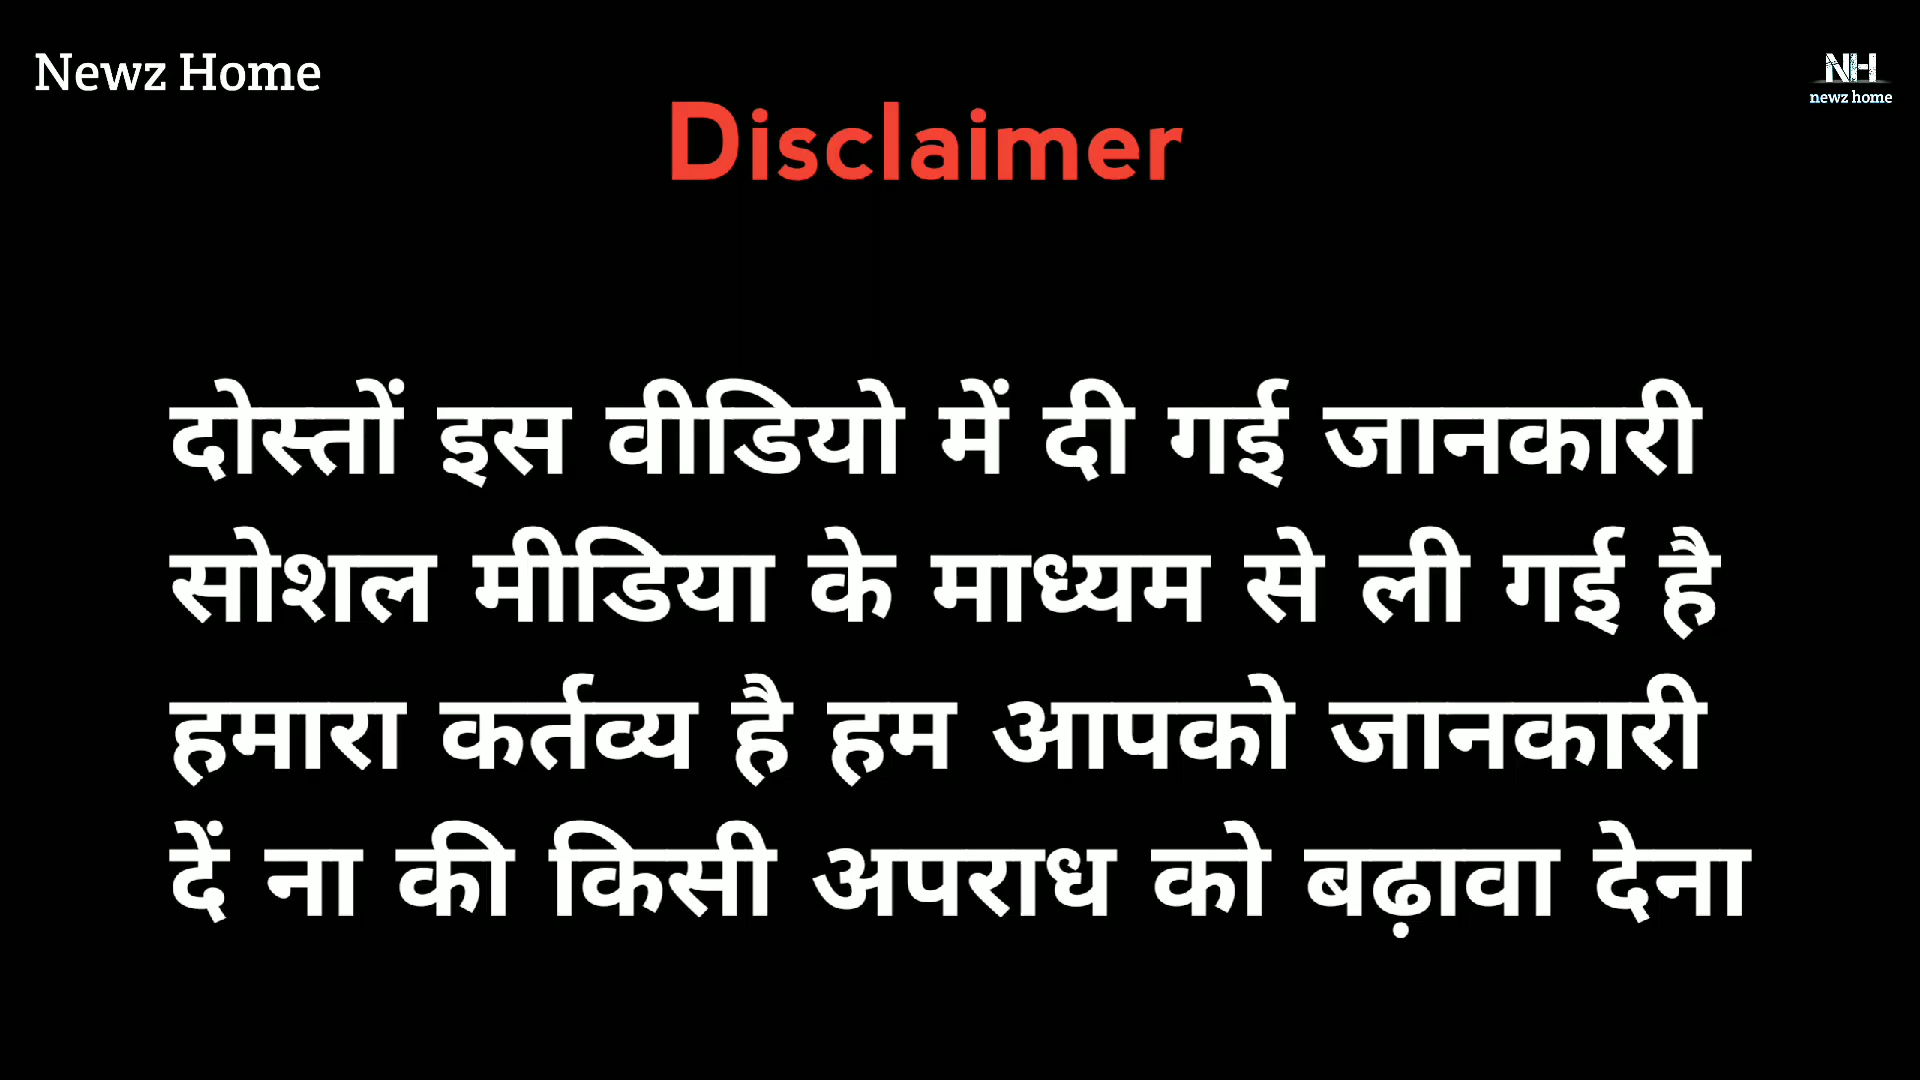 Newz Home
NH
newz home
Disclaimer
दोस्तों इस वीडियो में दी गई जानकारी
सोशल मीडिया के माध्यम से ली गई है
हमारा कर्तव्य है हम आपको जानकारी
दें ना की किसी अपराध को बढ़ावा देना